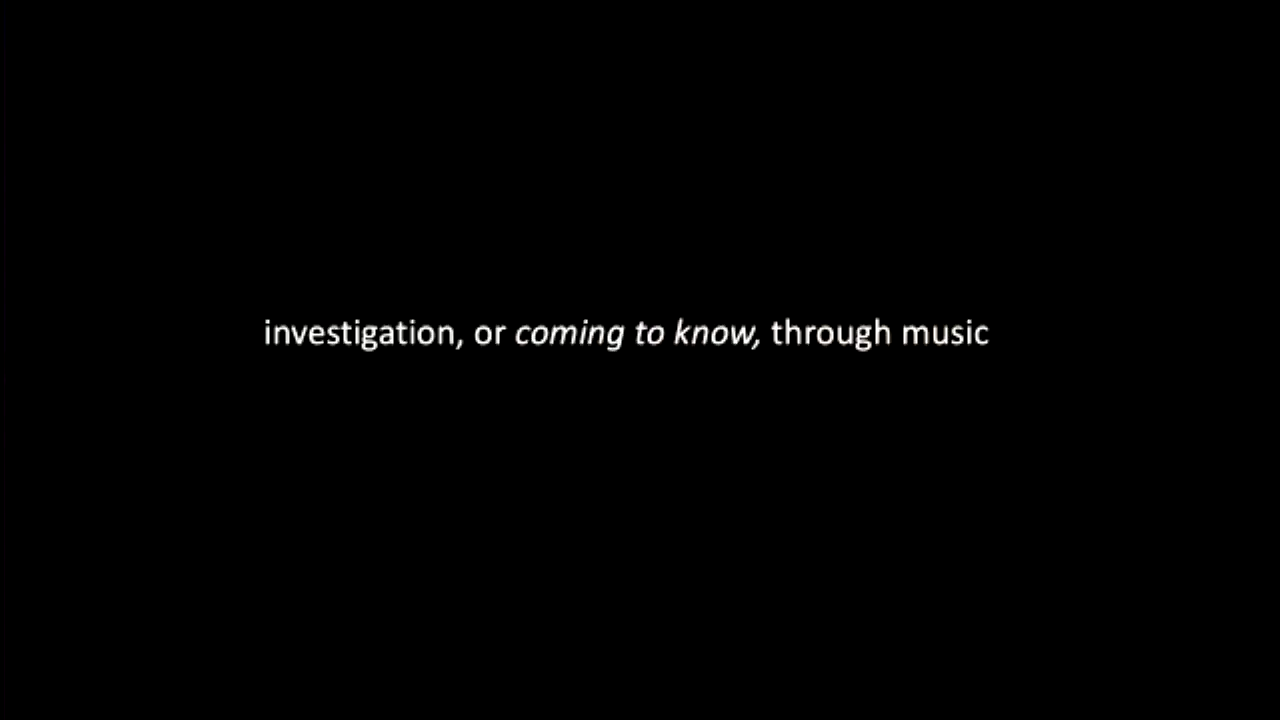 investigation, or coming to know, through music